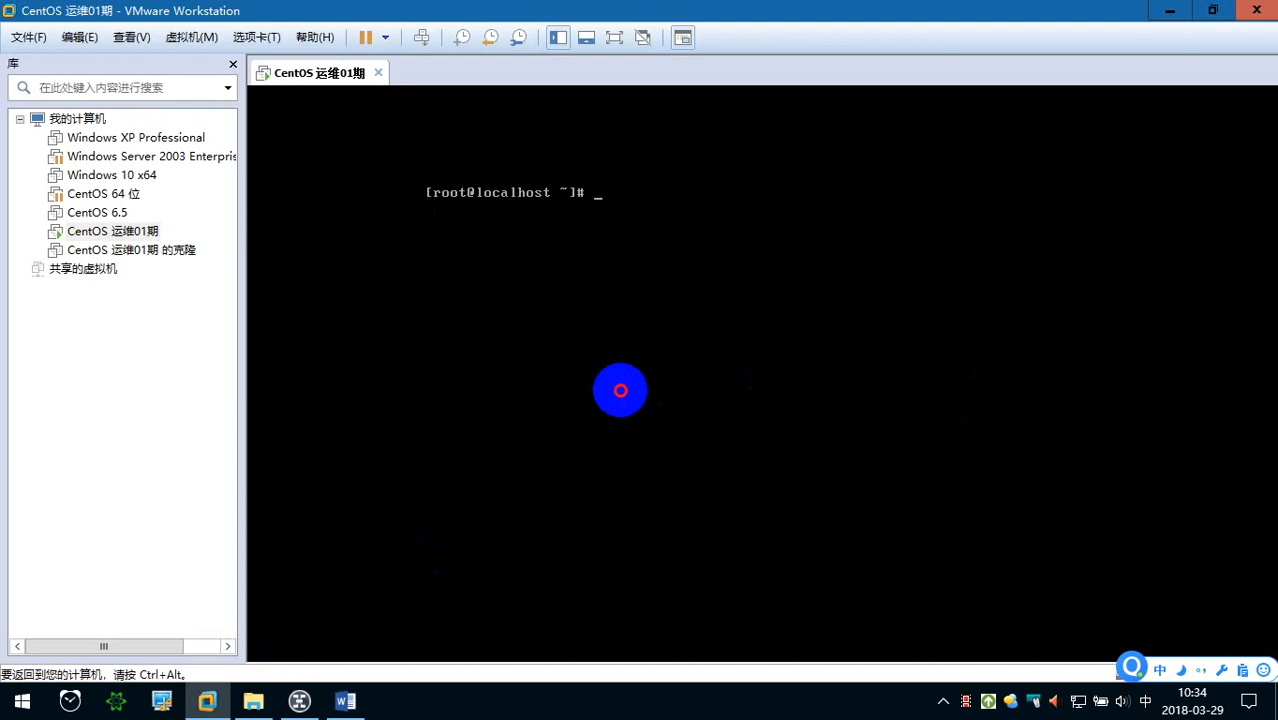 CentOS 运维01期 - VMware Workstation
文件(F) 编辑(E) 查看(V) 虚拟机(M) 选项卡(T) 帮助(H)
库
在此处键入内容进行搜索
CentOS 运维01期
我的计算机
Windows XP Professional
Windows Server 2003 Enterpris
Windows 10 x64
CentOS 64 位
CentOS 6.5
CentOS 运维01期
CentOS 运维01期 的克隆
共享的虚拟机
[root@localhost ~]# _
要返回到您的计算机，请按 Ctrl+Alt。
中
中
10:34
2018-03-29